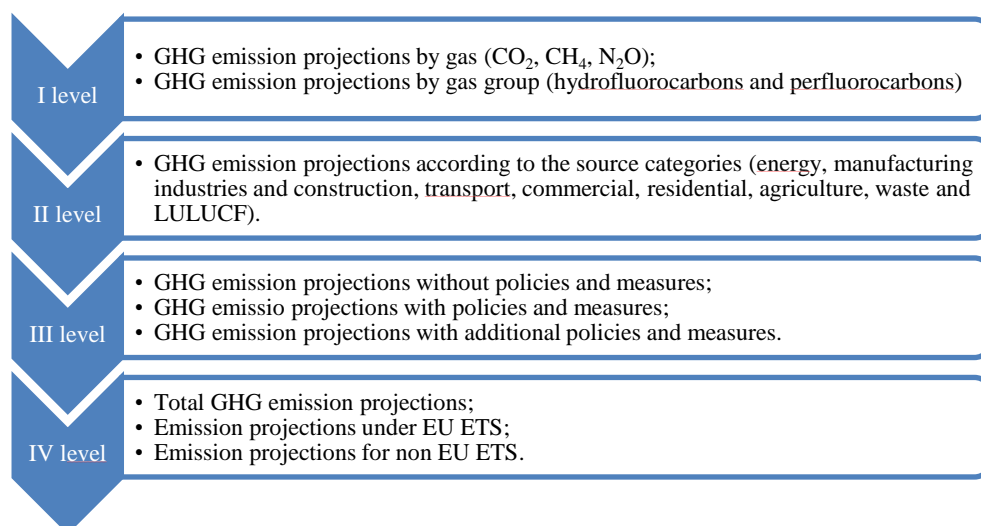 I level
• GHG emission projections by gas (CO₂, CH₄, N₂O);
• GHG emission projections by gas group (hydrofluorocarbons and perfluorocarbons)
II level
• GHG emission projections according to the source categories (energy, manufacturing
industries and construction, transport, commercial, residential, agriculture, waste and
LULUCF).
III level
• GHG emission projections without policies and measures;
• GHG emissio projections with policies and measures;
• GHG emission projections with additional policies and measures.
IV level
• Total GHG emission projections;
• Emission projections under EU ETS;
• Emission projections for non EU ETS.